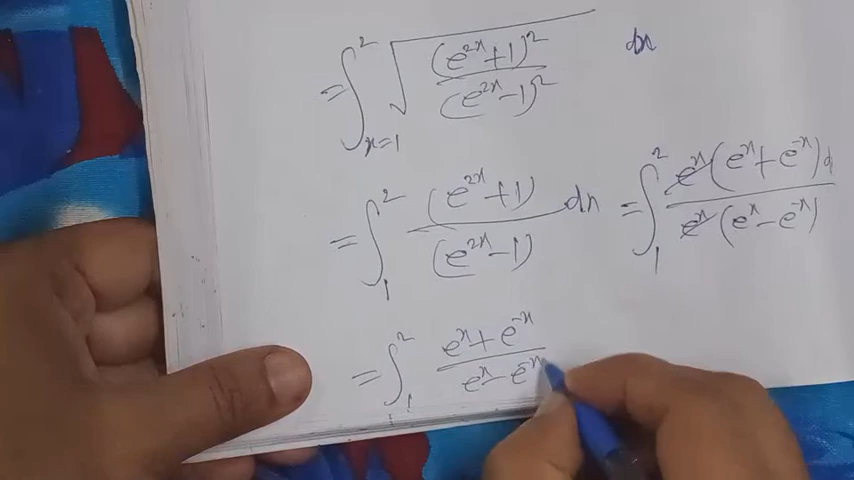 = ∫_{x=1}^{2} √((e^{2x}+1)^2 / (e^{2x}-1)^2) dx
= ∫_{1}^{2} (e^{2x}+1) / (e^{2x}-1) dx = ∫_{1}^{2} e^x(e^x+e^{-x})d / e^x(e^x-e^{-x})
= ∫_{1}^{2} (e^x+e^{-x}) / (e^x-e^{-x})